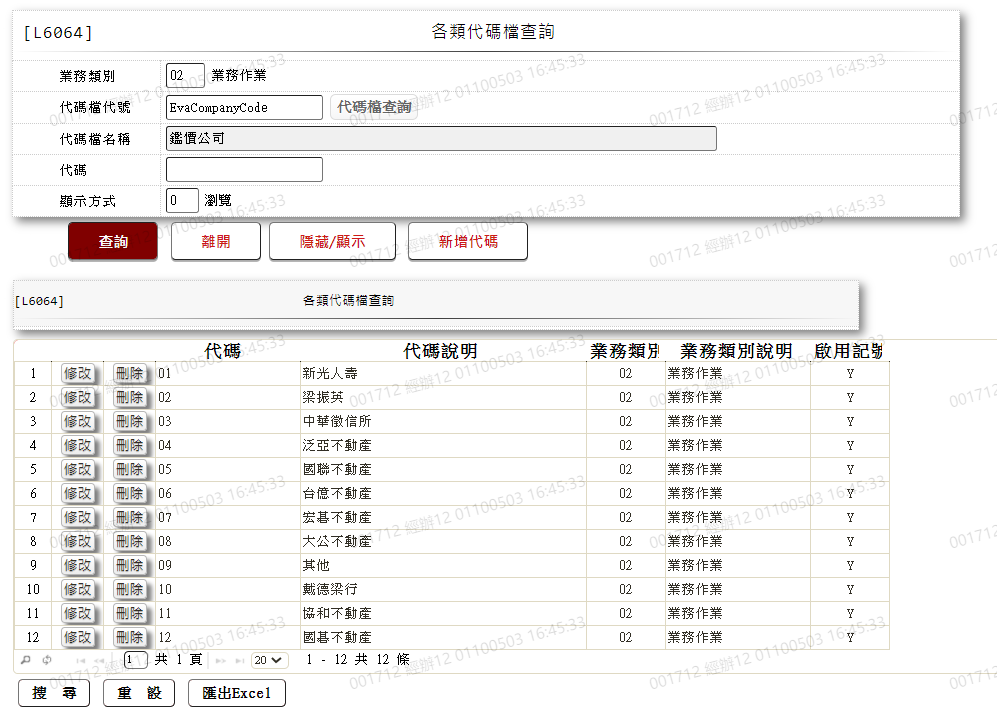 [L6064] 各類代碼檔查詢
業務類別 02 業務作業
代碼檔代號 EvaCompanyCode 代碼檔查詢
代碼檔名稱 鑑價公司
代碼
顯示方式 0 瀏覽
查詢 離開 隱藏/顯示 新增代碼
[L6064] 各類代碼檔查詢
代碼 代碼說明 業務類別 業務類別說明 啟用記號
1 修改 刪除 01 新光人壽 02 業務作業 Y
2 修改 刪除 02 梁振英 02 業務作業 Y
3 修改 刪除 03 中華徵信所 02 業務作業 Y
4 修改 刪除 04 泛亞不動產 02 業務作業 Y
5 修改 刪除 05 國聯不動產 02 業務作業 Y
6 修改 刪除 06 台億不動產 02 業務作業 Y
7 修改 刪除 07 宏碁不動產 02 業務作業 Y
8 修改 刪除 08 大公不動產 02 業務作業 Y
9 修改 刪除 09 其他 02 業務作業 Y
10 修改 刪除 10 戴德梁行 02 業務作業 Y
11 修改 刪除 11 協和不動產 02 業務作業 Y
12 修改 刪除 12 國碁不動產 02 業務作業 Y
1 共 1 頁 20 1 - 12 共 12 條
搜 尋 重 設 匯出Excel
001712 經辦12 01100503 16:45:33